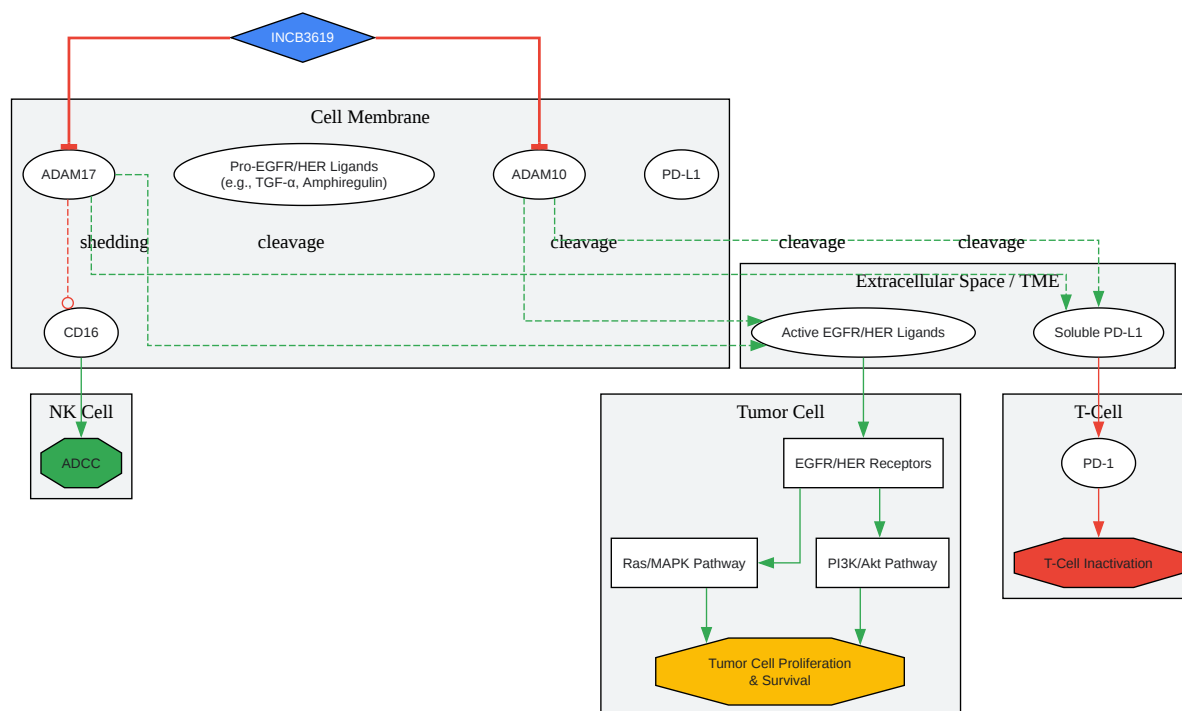 INCB3619
Cell Membrane
ADAM17
Pro-EGFR/HER Ligands
(e.g., TGF-α, Amphiregulin)
ADAM10
PD-L1
shedding
cleavage
cleavage
cleavage
cleavage
Extracellular Space / TME
CD16
Active EGFR/HER Ligands
Soluble PD-L1
NK Cell
Tumor Cell
T-Cell
ADCC
EGFR/HER Receptors
PD-1
Ras/MAPK Pathway
PI3K/Akt Pathway
T-Cell Inactivation
Tumor Cell Proliferation
& Survival